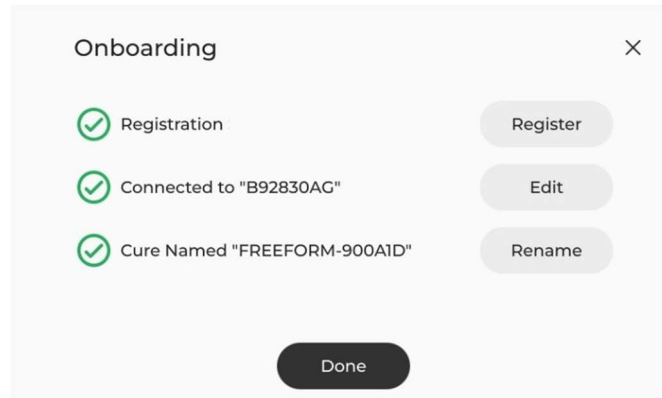 Onboarding
Registration Register
Connected to "B92830AG" Edit
Cure Named "FREEFORM-900A1D" Rename
Done